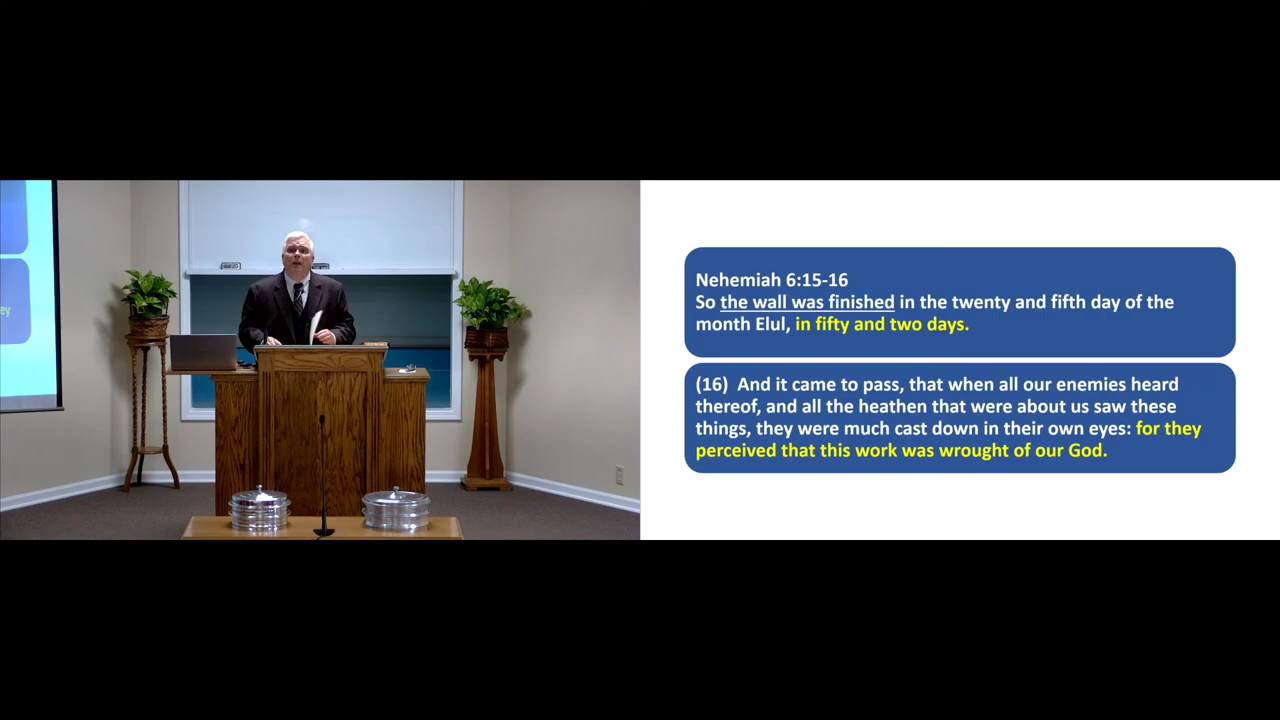 ey
Nehemiah 6:15-16
So the wall was finished in the twenty and fifth day of the
month Elul, in fifty and two days.
(16)  And it came to pass, that when all our enemies heard
thereof, and all the heathen that were about us saw these
things, they were much cast down in their own eyes: for they
perceived that this work was wrought of our God.